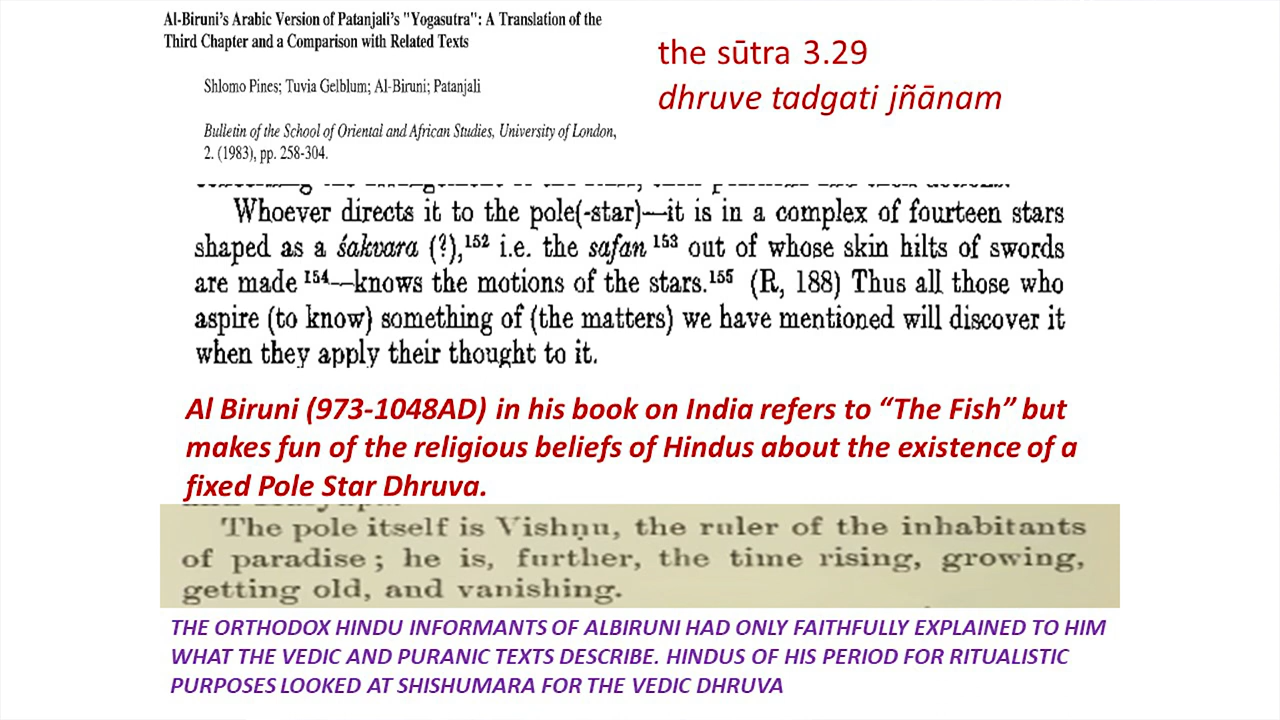 Al-Biruni's Arabic Version of Patanjali's "Yogasutra": A Translation of the
Third Chapter and a Comparison with Related Texts
Shlomo Pines; Tuvia Gelblum; Al-Biruni; Patanjali
Bulletin of the School of Oriental and African Studies, University of London,
2. (1983), pp. 258-304.
the sūtra 3.29
dhruve tadgati jñānam
Whoever directs it to the pole(-star)—it is in a complex of fourteen stars
shaped as a śakvara (?),152 i.e. the safan 153 out of whose skin hilts of swords
are made 154—knows the motions of the stars.155 (R, 188) Thus all those who
aspire (to know) something of (the matters) we have mentioned will discover it
when they apply their thought to it.
Al Biruni (973-1048AD) in his book on India refers to “The Fish” but
makes fun of the religious beliefs of Hindus about the existence of a
fixed Pole Star Dhruva.
The pole itself is Vishṇu, the ruler of the inhabitants
of paradise; he is, further, the time rising, growing,
getting old, and vanishing.
THE ORTHODOX HINDU INFORMANTS OF ALBIRUNI HAD ONLY FAITHFULLY EXPLAINED TO HIM
WHAT THE VEDIC AND PURANIC TEXTS DESCRIBE. HINDUS OF HIS PERIOD FOR RITUALISTIC
PURPOSES LOOKED AT SHISHUMARA FOR THE VEDIC DHRUVA